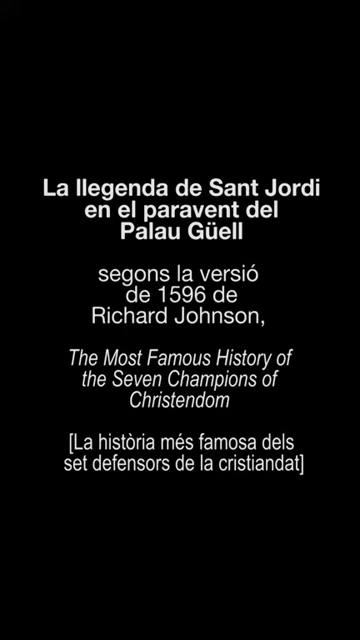 La llegenda de Sant Jordi
en el paravent del
Palau Güell
segons la versió
de 1596 de
Richard Johnson,
The Most Famous History of
the Seven Champions of
Christendom
[La història més famosa dels
set defensors de la cristiandat]